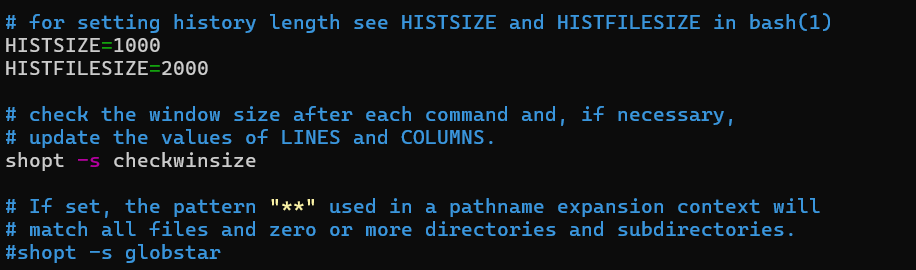 # for setting history length see HISTSIZE and HISTFILESIZE in bash(1)
HISTSIZE=1000
HISTFILESIZE=2000

# check the window size after each command and, if necessary,
# update the values of LINES and COLUMNS.
shopt -s checkwinsize

# If set, the pattern "**" used in a pathname expansion context will
# match all files and zero or more directories and subdirectories.
#shopt -s globstar